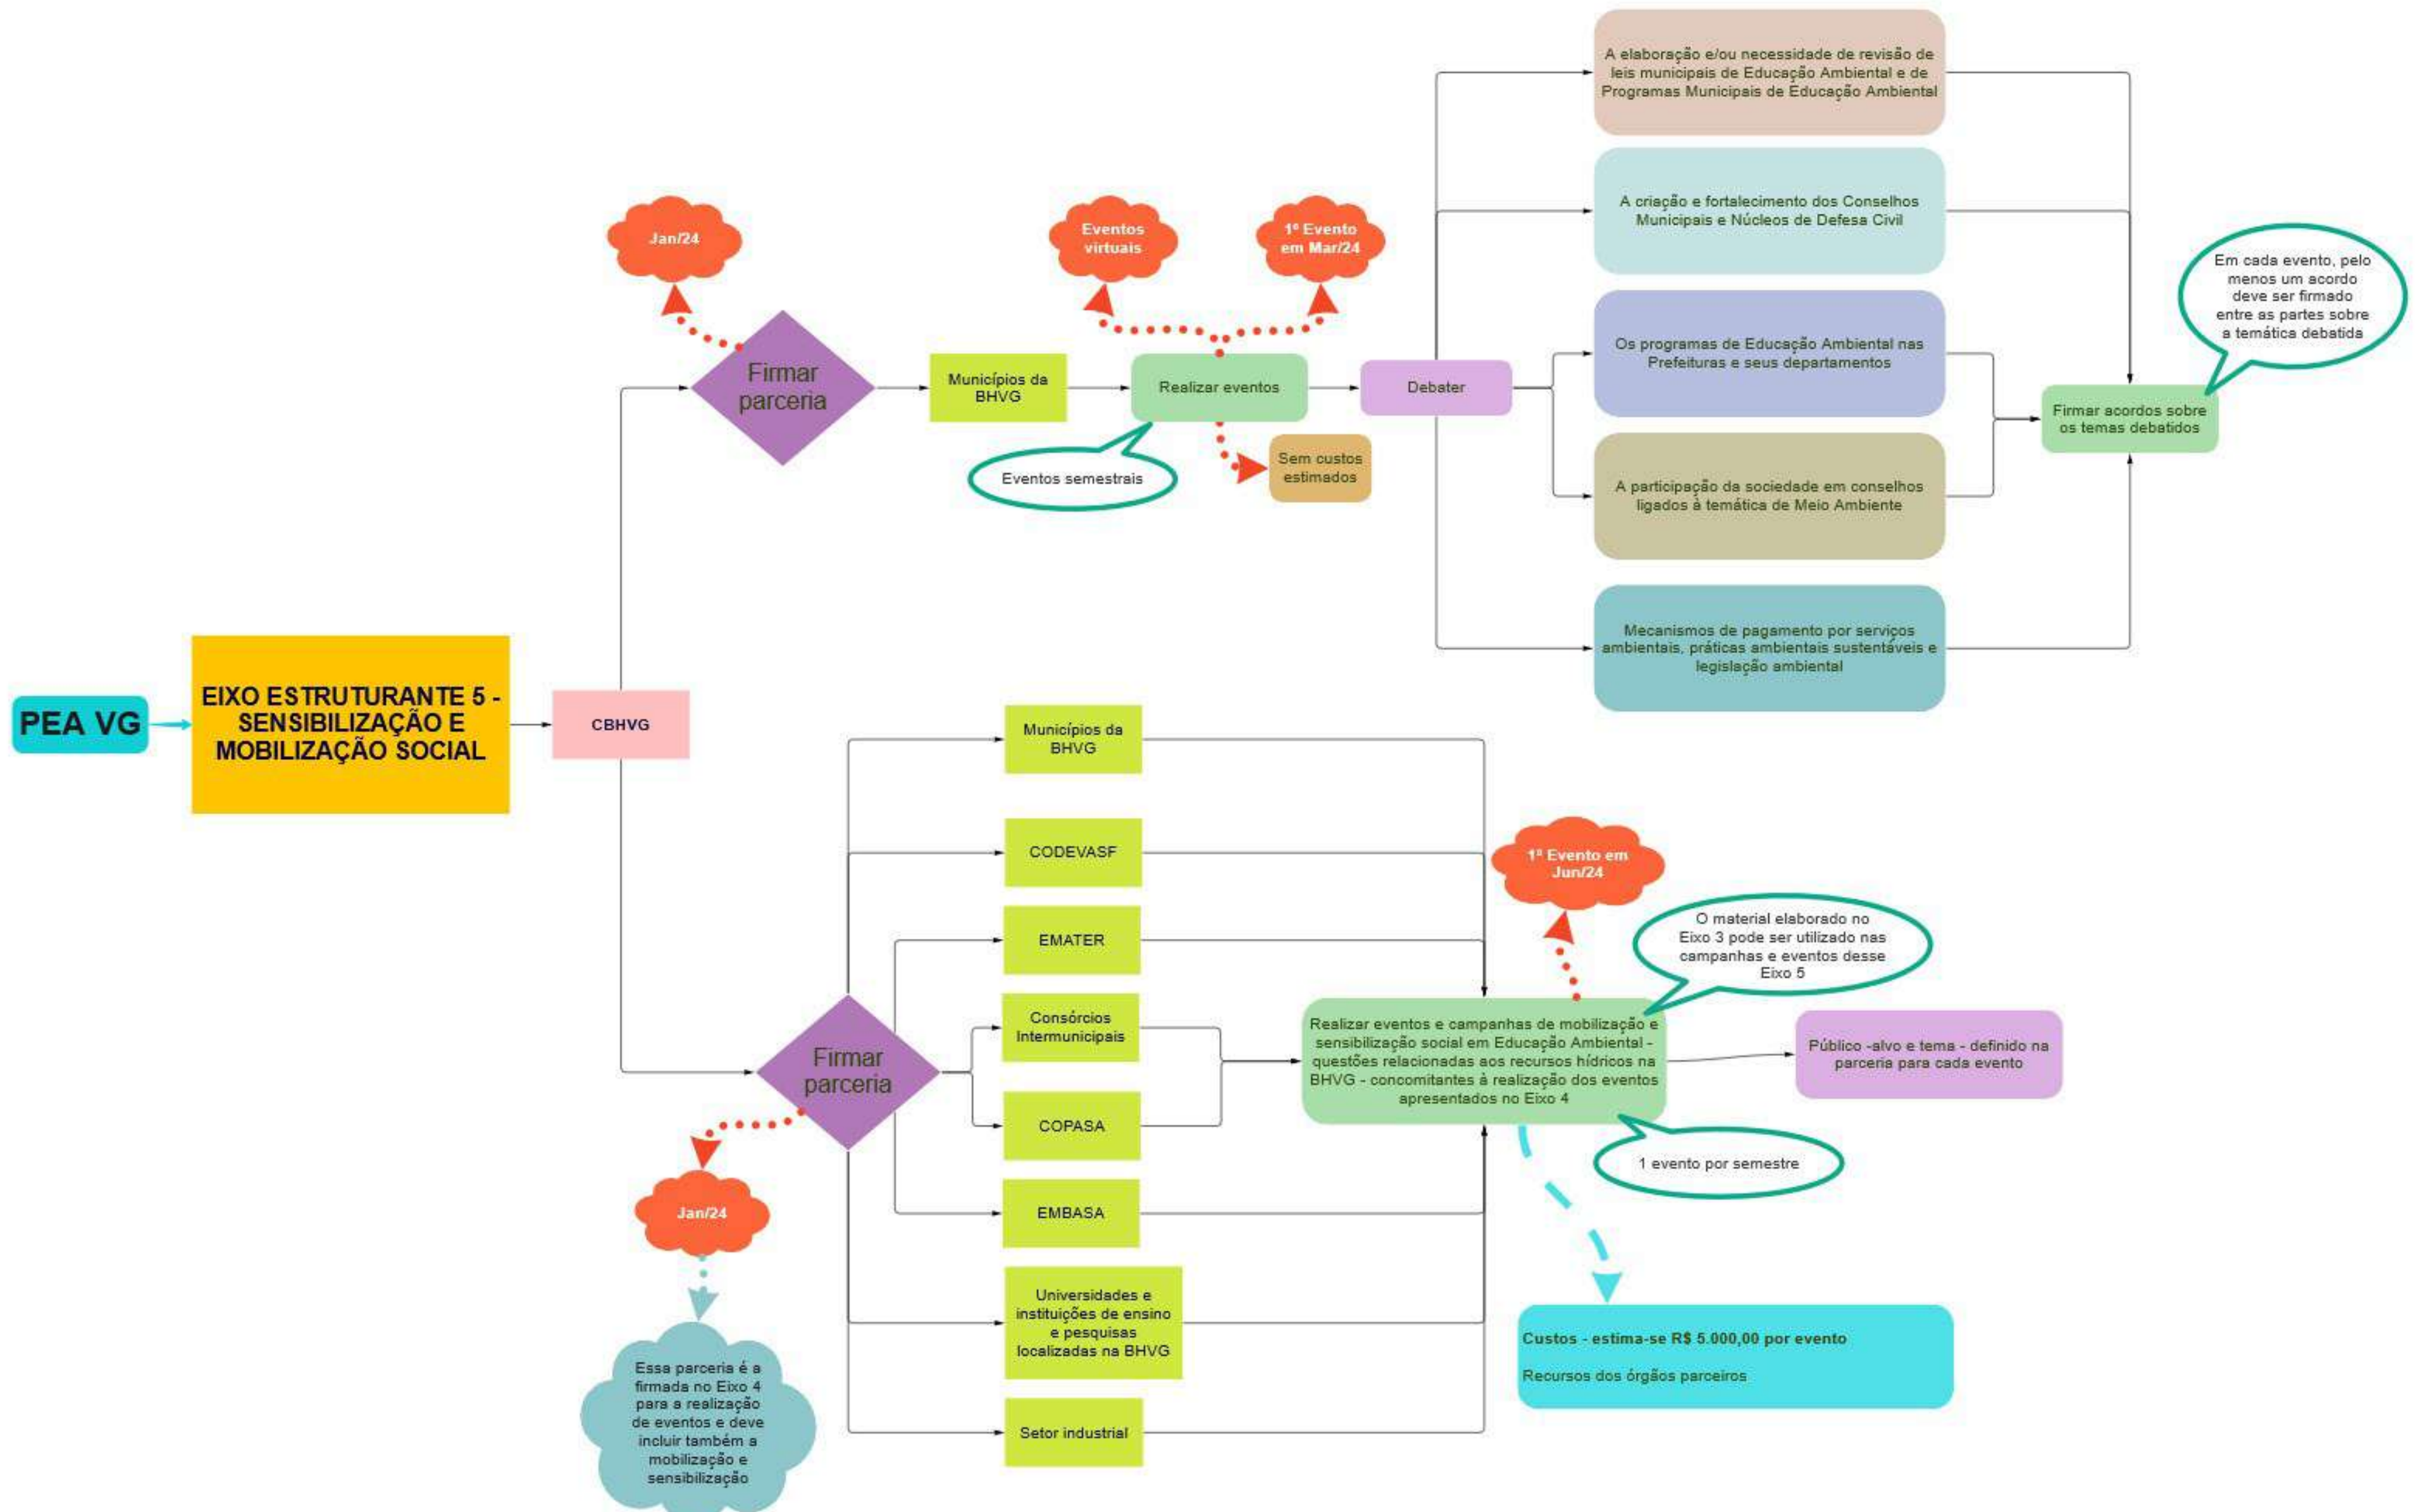 PEA VG
EIXO ESTRUTURANTE 5 -
SENSIBILIZAÇÃO E
MOBILIZAÇÃO SOCIAL
CBHVG
Jan/24
Firmar
parceria
Municípios da
BHVG
Eventos
virtuais
1º Evento
em Mar/24
Realizar eventos
Eventos semestrais
Sem custos
estimados
Debater
A elaboração e/ou necessidade de revisão de
leis municipais de Educação Ambiental e de
Programas Municipais de Educação Ambiental
A criação e fortalecimento dos Conselhos
Municipais e Núcleos de Defesa Civil
Os programas de Educação Ambiental nas
Prefeituras e seus departamentos
A participação da sociedade em conselhos
ligados à temática de Meio Ambiente
Mecanismos de pagamento por serviços
ambientais, práticas ambientais sustentáveis e
legislação ambiental
Em cada evento, pelo
menos um acordo
deve ser firmado
entre as partes sobre
a temática debatida
Firmar acordos sobre
os temas debatidos
Firmar
parceria
Jan/24
Essa parceria é a
firmada no Eixo 4
para a realização
de eventos e deve
incluir também a
mobilização e
sensibilização
Municípios da
BHVG
CODEVASF
EMATER
Consórcios
Intermunicipais
COPASA
EMBASA
Universidades e
instituições de ensino
e pesquisas
localizadas na BHVG
Setor industrial
1º Evento em
Jun/24
O material elaborado no
Eixo 3 pode ser utilizado nas
campanhas e eventos desse
Eixo 5
Realizar eventos e campanhas de mobilização e
sensibilização social em Educação Ambiental -
questões relacionadas aos recursos hídricos na
BHVG - concomitantes à realização dos eventos
apresentados no Eixo 4
Público -alvo e tema - definido na
parceria para cada evento
1 evento por semestre
Custos - estima-se R$ 5.000,00 por evento
Recursos dos órgãos parceiros